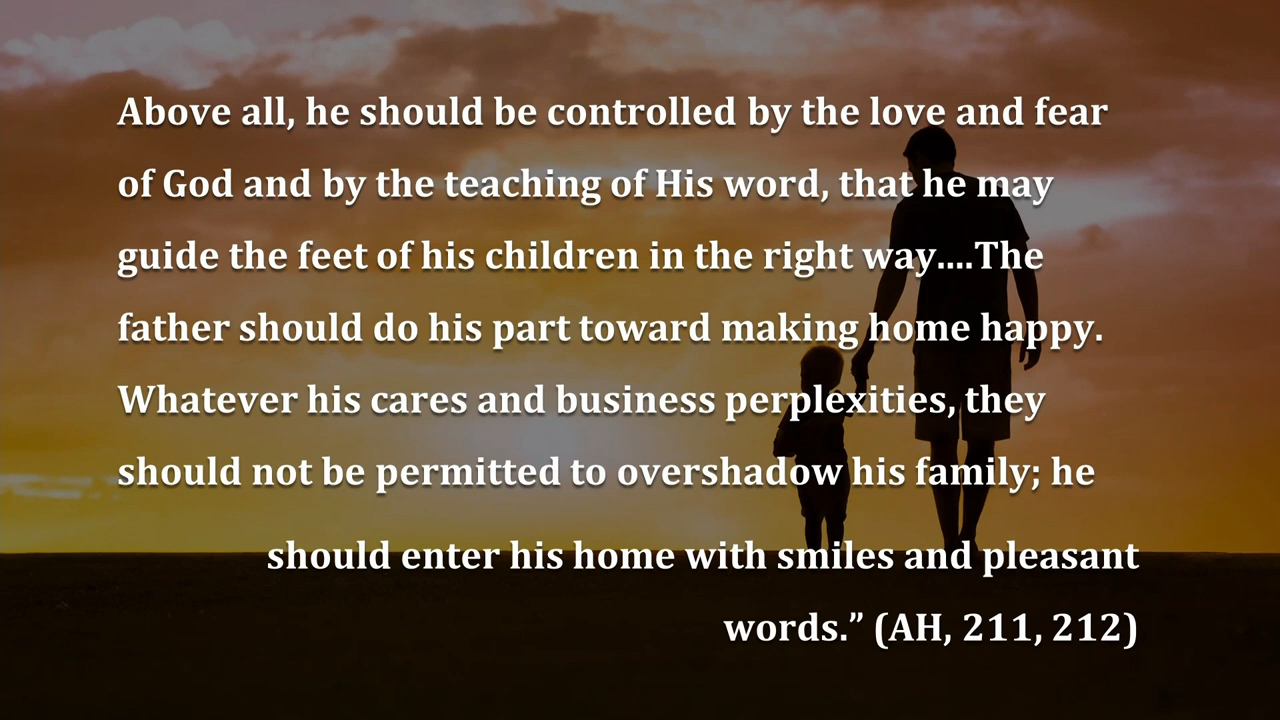 Above all, he should be controlled by the love and fear
of God and by the teaching of His word, that he may
guide the feet of his children in the right way....The
father should do his part toward making home happy.
Whatever his cares and business perplexities, they
should not be permitted to overshadow his family; he
should enter his home with smiles and pleasant
words.” (AH, 211, 212)